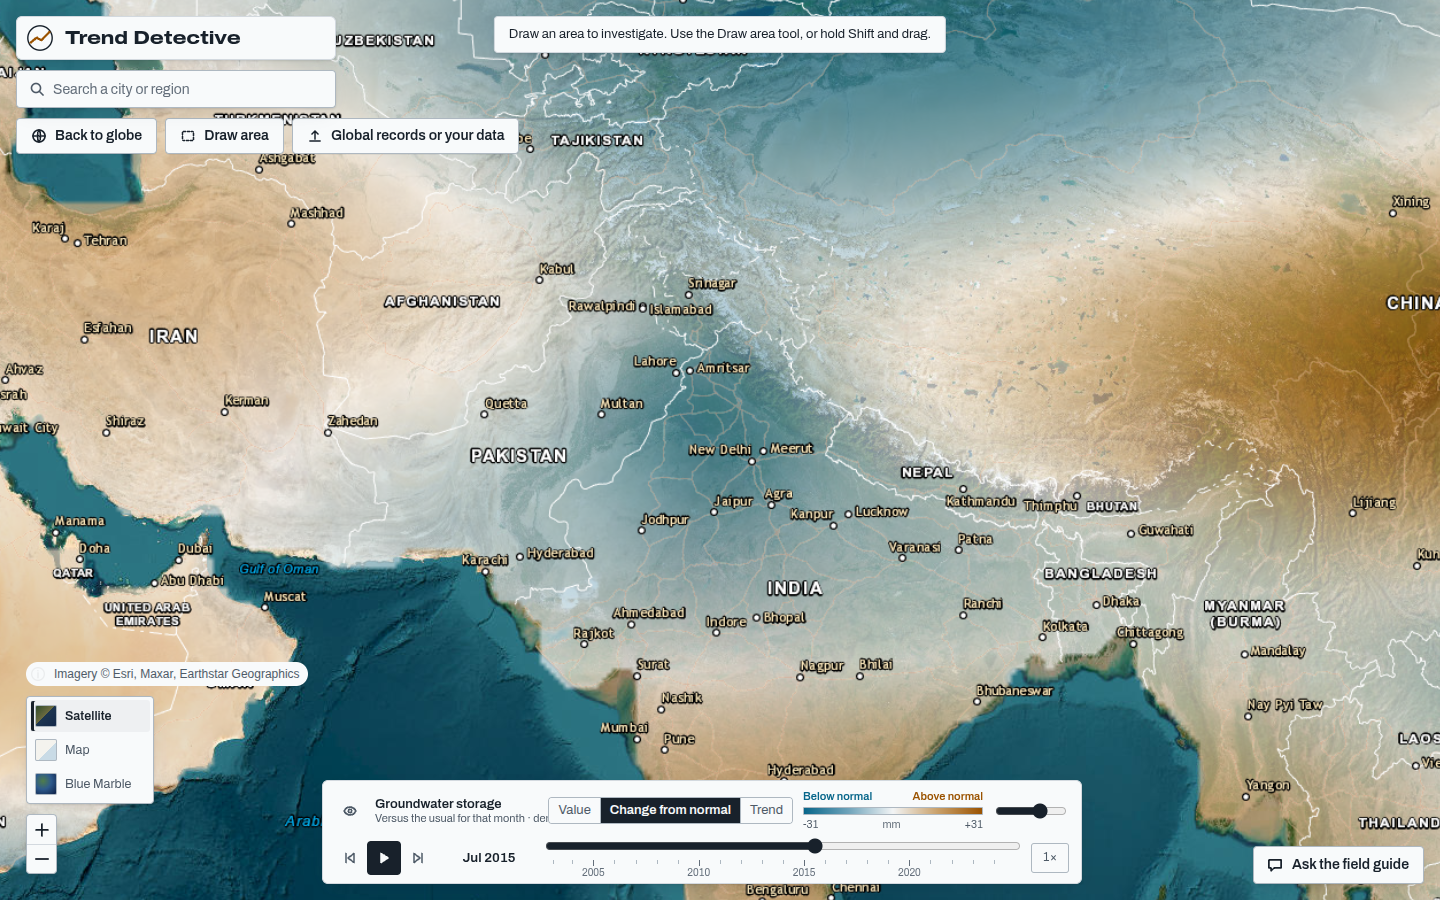 Trend Detective
Search a city or region
Back to globe
Draw area
Global records or your data
Draw an area to investigate. Use the Draw area tool, or hold Shift and drag.
UZBEKISTAN
TAJIKISTAN
Ashgabat
Mashhad
Karaj
Tehran
Xining
Kabul
Srinagar
AFGHANISTAN
Rawalpindi
Islamabad
CHINA
Esfahan
IRAN
Lahore
Amritsar
Ahvaz
Kerman
Quetta
Multan
Shiraz
Zahedan
wait City
New Delhi
Meerut
PAKISTAN
NEPAL
Jaipur
Agra
Kathmandu
Thimphu
BHUTAN
Lijiang
Manama
Jodhpur
Kanpur
Lucknow
Guwahati
Doha
Dubai
Karachi
Hyderabad
Varanasi
Patna
Kun
QATAR
Abu Dhabi
Gulf of Oman
BANGLADESH
INDIA
Muscat
UNITED ARAB
EMIRATES
Ahmedabad
Indore
Bhopal
Ranchi
Dhaka
MYANMAR
(BURMA)
Rajkot
Kolkata
Chittagong
Mandalay
Surat
Nagpur
Bhilai
Imagery © Esri, Maxar, Earthstar Geographics
Nashik
Bhubaneswar
Nay Pyi Taw
Mumbai
Pune
LAOS
Vie
Hyderabad
Yangon
Arab
THAILAND
Satellite
Map
Blue Marble
Groundwater storage
Versus the usual for that month · der
Value
Change from normal
Trend
Below normal
Above normal
-31
mm
+31
Jul 2015
2005
2010
2015
2020
1×
Bengaluru
Chennai
Ask the field guide